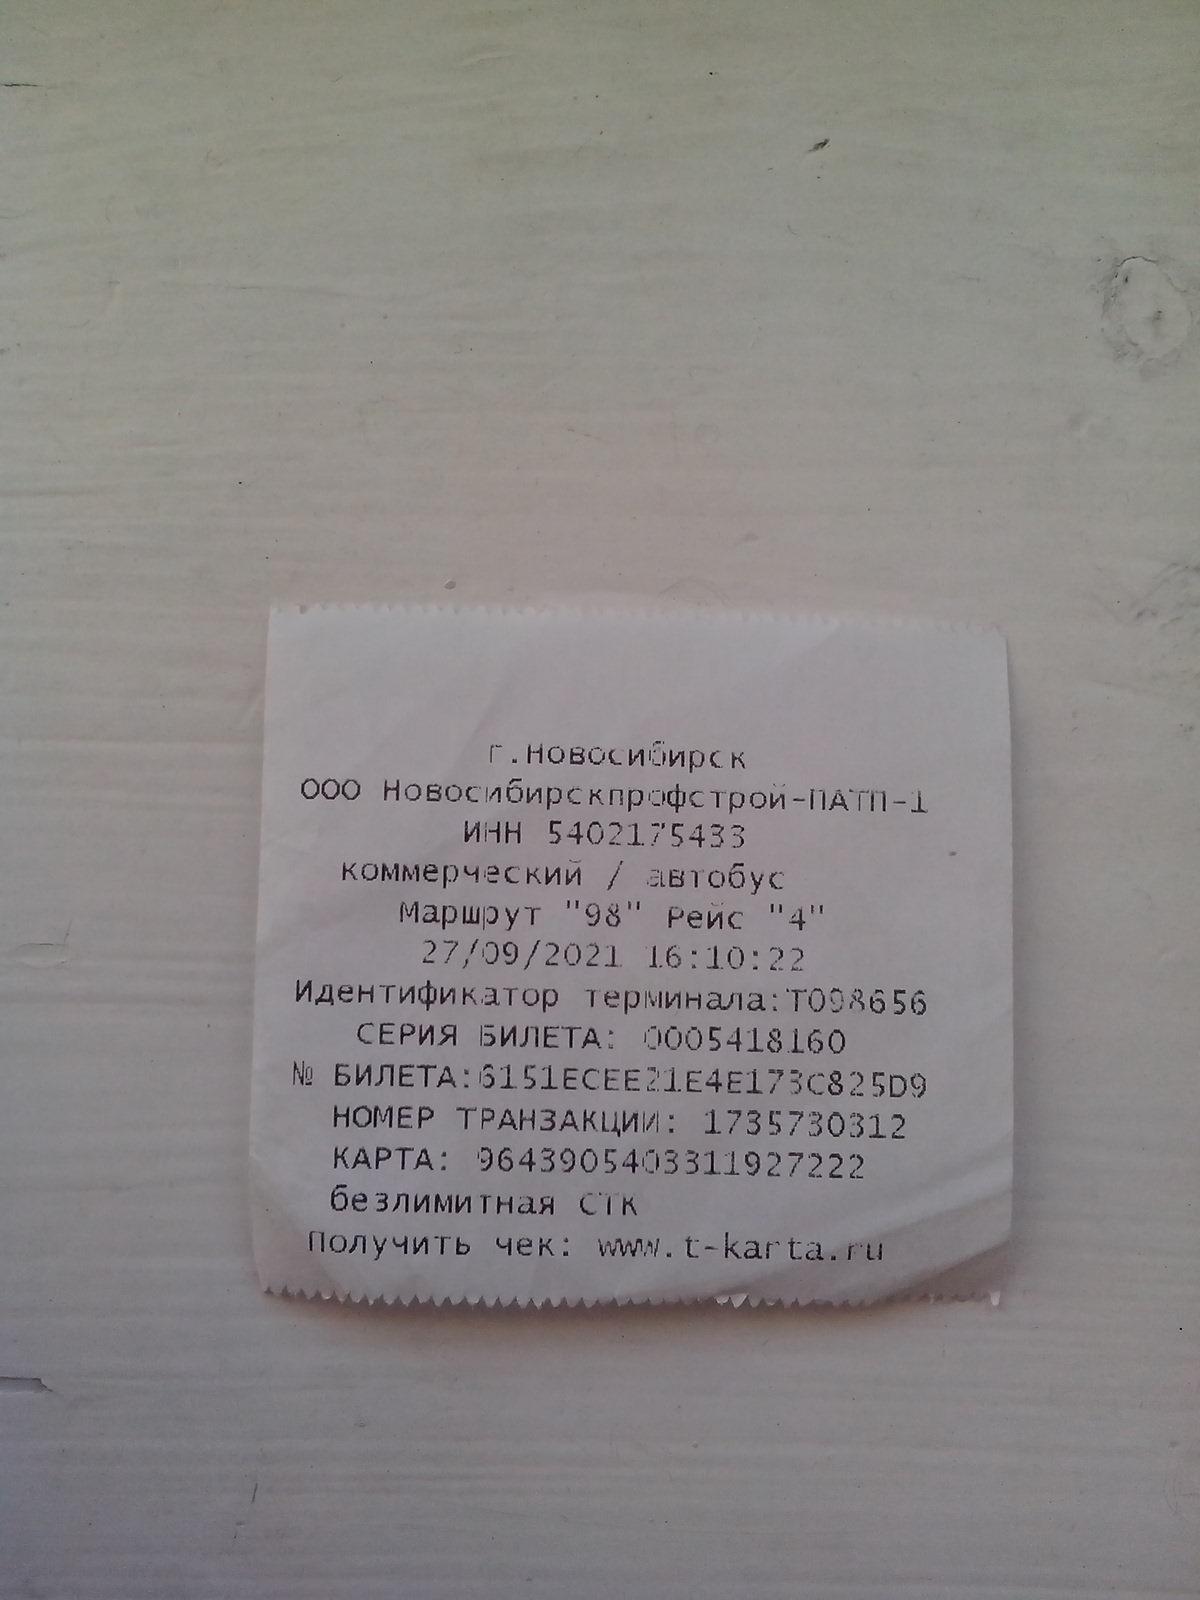 г.Новосибирск
ООО Новосибирскпрофстрой-ПАТП-1
ИНН 5402175433
коммерческий / автобус
Маршрут "98" Рейс "4"
27/09/2021 16:10:22
Идентификатор терминала:T098656
СЕРИЯ БИЛЕТА: 0005418160
№ БИЛЕТА:6151ECEE21E4E173C825D9
НОМЕР ТРАНЗАКЦИИ: 1735730312
КАРТА: 9643905403311927222
безлимитная СТК
Получить чек: www.t-karta.ru